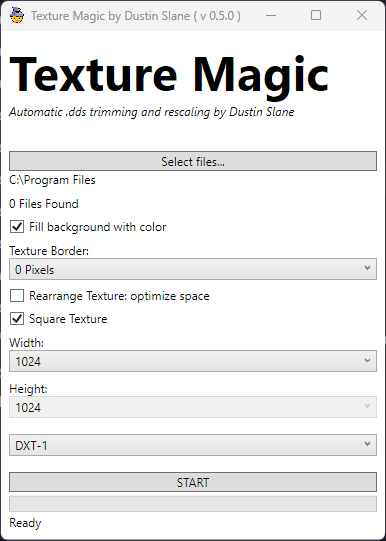 Texture Magic by Dustin Slane ( v 0.5.0 )
Texture Magic
Automatic .dds trimming and rescaling by Dustin Slane
Select files...
C:\Program Files
0 Files Found
Fill background with color
Texture Border:
0 Pixels
Rearrange Texture: optimize space
Square Texture
Width:
1024
Height:
1024
DXT-1
START
Ready